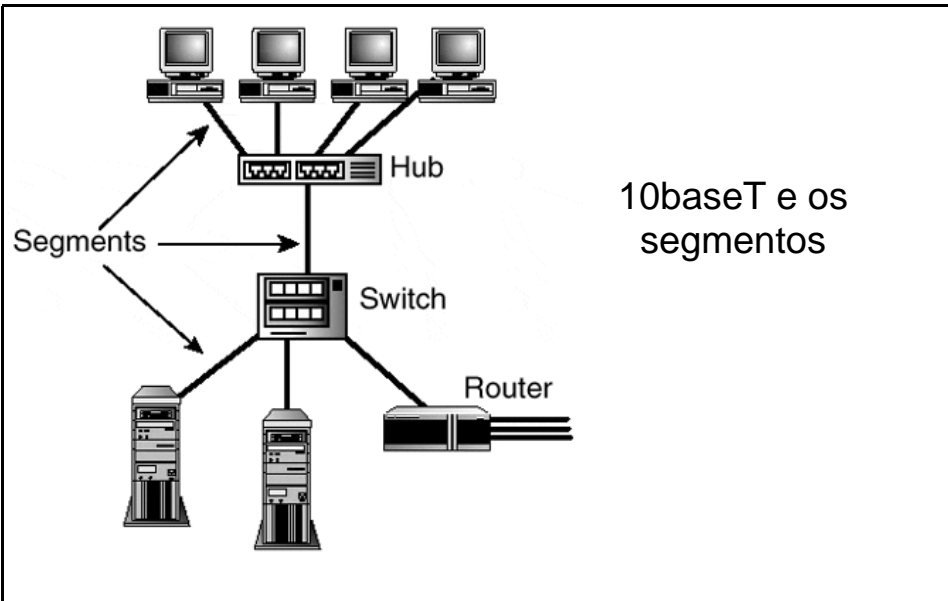 Hub
10baseT e os
segmentos
Segments
Switch
Router